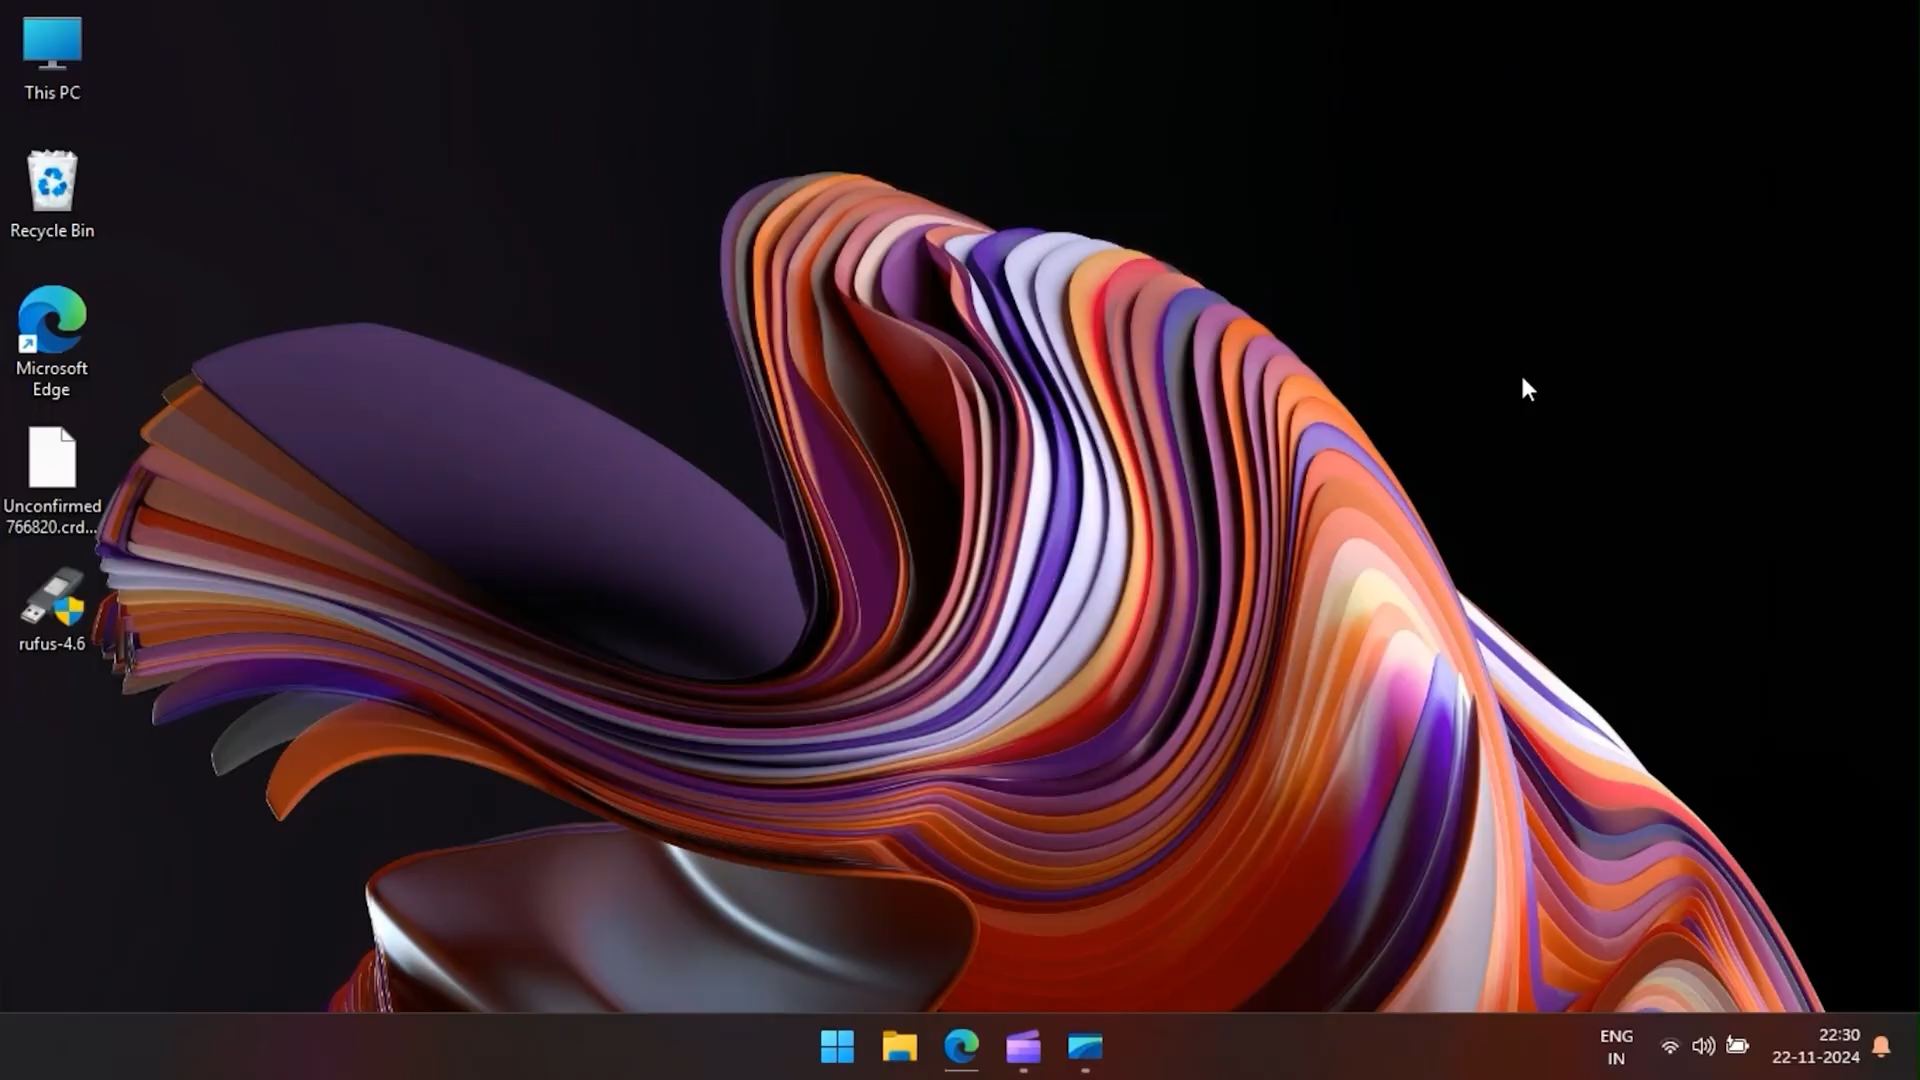 This PC
Recycle Bin
Microsoft
Edge
Unconfirmed
766820.crd...
rufus-4.6
ENG
IN
22:30
22-11-2024